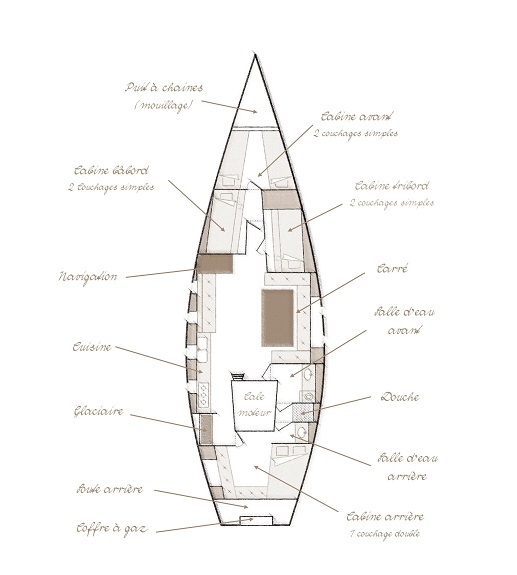 Puit à chaines
(mouillage)
Cabine avant
2 couchages simples
Cabine bâbord
2 Couchages simples
Cabine tribord
2 couchages simples
Navigation
Carré
Salle d'eau
avant
Cuisine
Cale
moteur
Douche
Glaciaire
Salle d'eau
arrière
Soute arrière
Cabine arrière
1 couchage double
Coffre à gaz